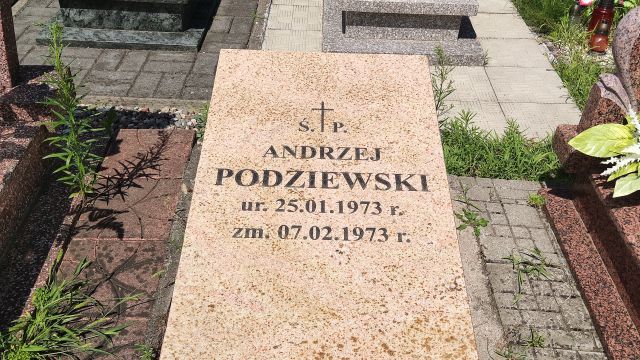 Ś. P.
ANDRZEJ
PODZIEWSKI
ur. 25.01.1973 r.
zm. 07.02.1973 r.